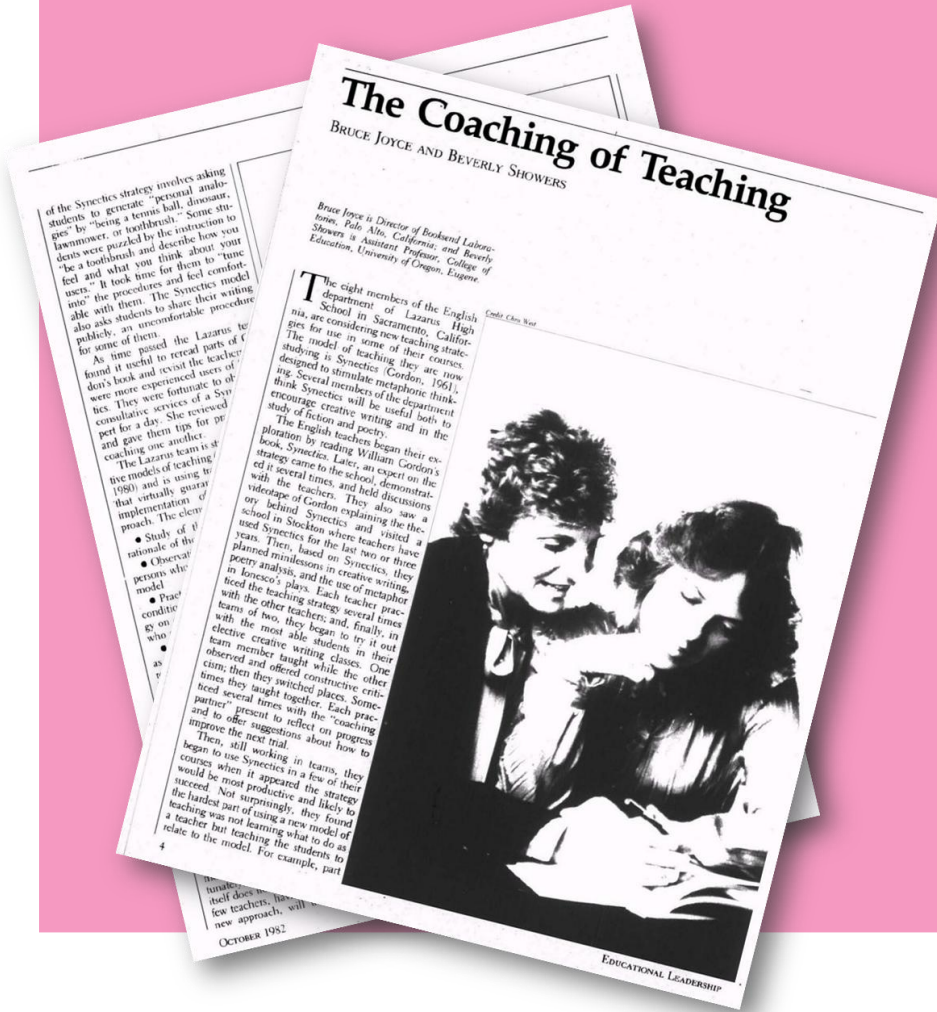 The Coaching of Teaching
BRUCE JOYCE AND BEVERLY SHOWERS
Bruce Joyce is Director of Booksend Labora-
tories, Palo Alto, California; and Beverly
Showers is Assistant Professor, College of
Education, University of Oregon, Eugene.
Credit: Chris West
The eight members of the English
department of Lazarus High
School in Sacramento, Califor-
nia, are considering new teaching strate-
gies for use in some of their courses.
The model of teaching they are now
studying is Synectics (Gordon, 1961),
designed to stimulate metaphoric think-
ing. Several members of the department
think Synectics will be useful both to
encourage creative writing and in the
study of fiction and poetry.
The English teachers began their ex-
ploration by reading William Gordon's
book, Synectics. Later, an expert on the
strategy came to the school, demonstrat-
ed it several times, and held discussions
with the teachers. They also saw a
videotape of Gordon explaining the the-
ory behind Synectics and visited a
school in Stockton where teachers have
used Synectics for the last two or three
years. Then, based on Synectics, they
planned minilessons in creative writing,
poetry analysis, and the use of metaphor
in Ionesco's plays. Each teacher prac-
ticed the teaching strategy several times
with the other teachers; and, finally, in
teams of two, they began to try it out
with the most able students in their
elective creative writing classes. One
team member taught while the other
observed and offered constructive criti-
cism; then they switched places. Some-
times they taught together. Each prac-
ticed several times with the "coaching
partner" present to reflect on progress
and to offer suggestions about how to
improve the next trial.
Then, still working in teams, they
began to use Synectics in a few of their
courses when it appeared the strategy
would be most productive and likely to
succeed. Not surprisingly, they found
the hardest part of using a new model of
teaching was not learning what to do as
a teacher but teaching the students to
relate to the model. For example, part
4
EDUCATIONAL LEADERSHIP
of the Synectics strategy involves asking
students to generate "personal analo-
gies" by "being a tennis ball, dinosaur,
lawnmower, or toothbrush." Some stu-
dents were puzzled by the instruction to
"be a toothbrush and describe how you
feel and what you think about your
users." It took time for them to "tune
into" the procedures and feel comfort-
able with them. The Synectics model
also asks students to share their writing
publicly, an uncomfortable procedure
for some of them.
As time passed the Lazarus
found it useful to reread parts of
don's book and revisit the
were more experienced users of
tics. They were fortunate to
consultative services of a
pert for a day. She reviewed
and gave them tips for
coaching one another.
The Lazarus team is
tive models of teaching
1980) and is using
that virtually
implementation
proach. The
• Study of
rationale of the
•
persons
model
•
gy on
who
•
as
itself does
few teachers,
new approach, will
OCTOBER 1982